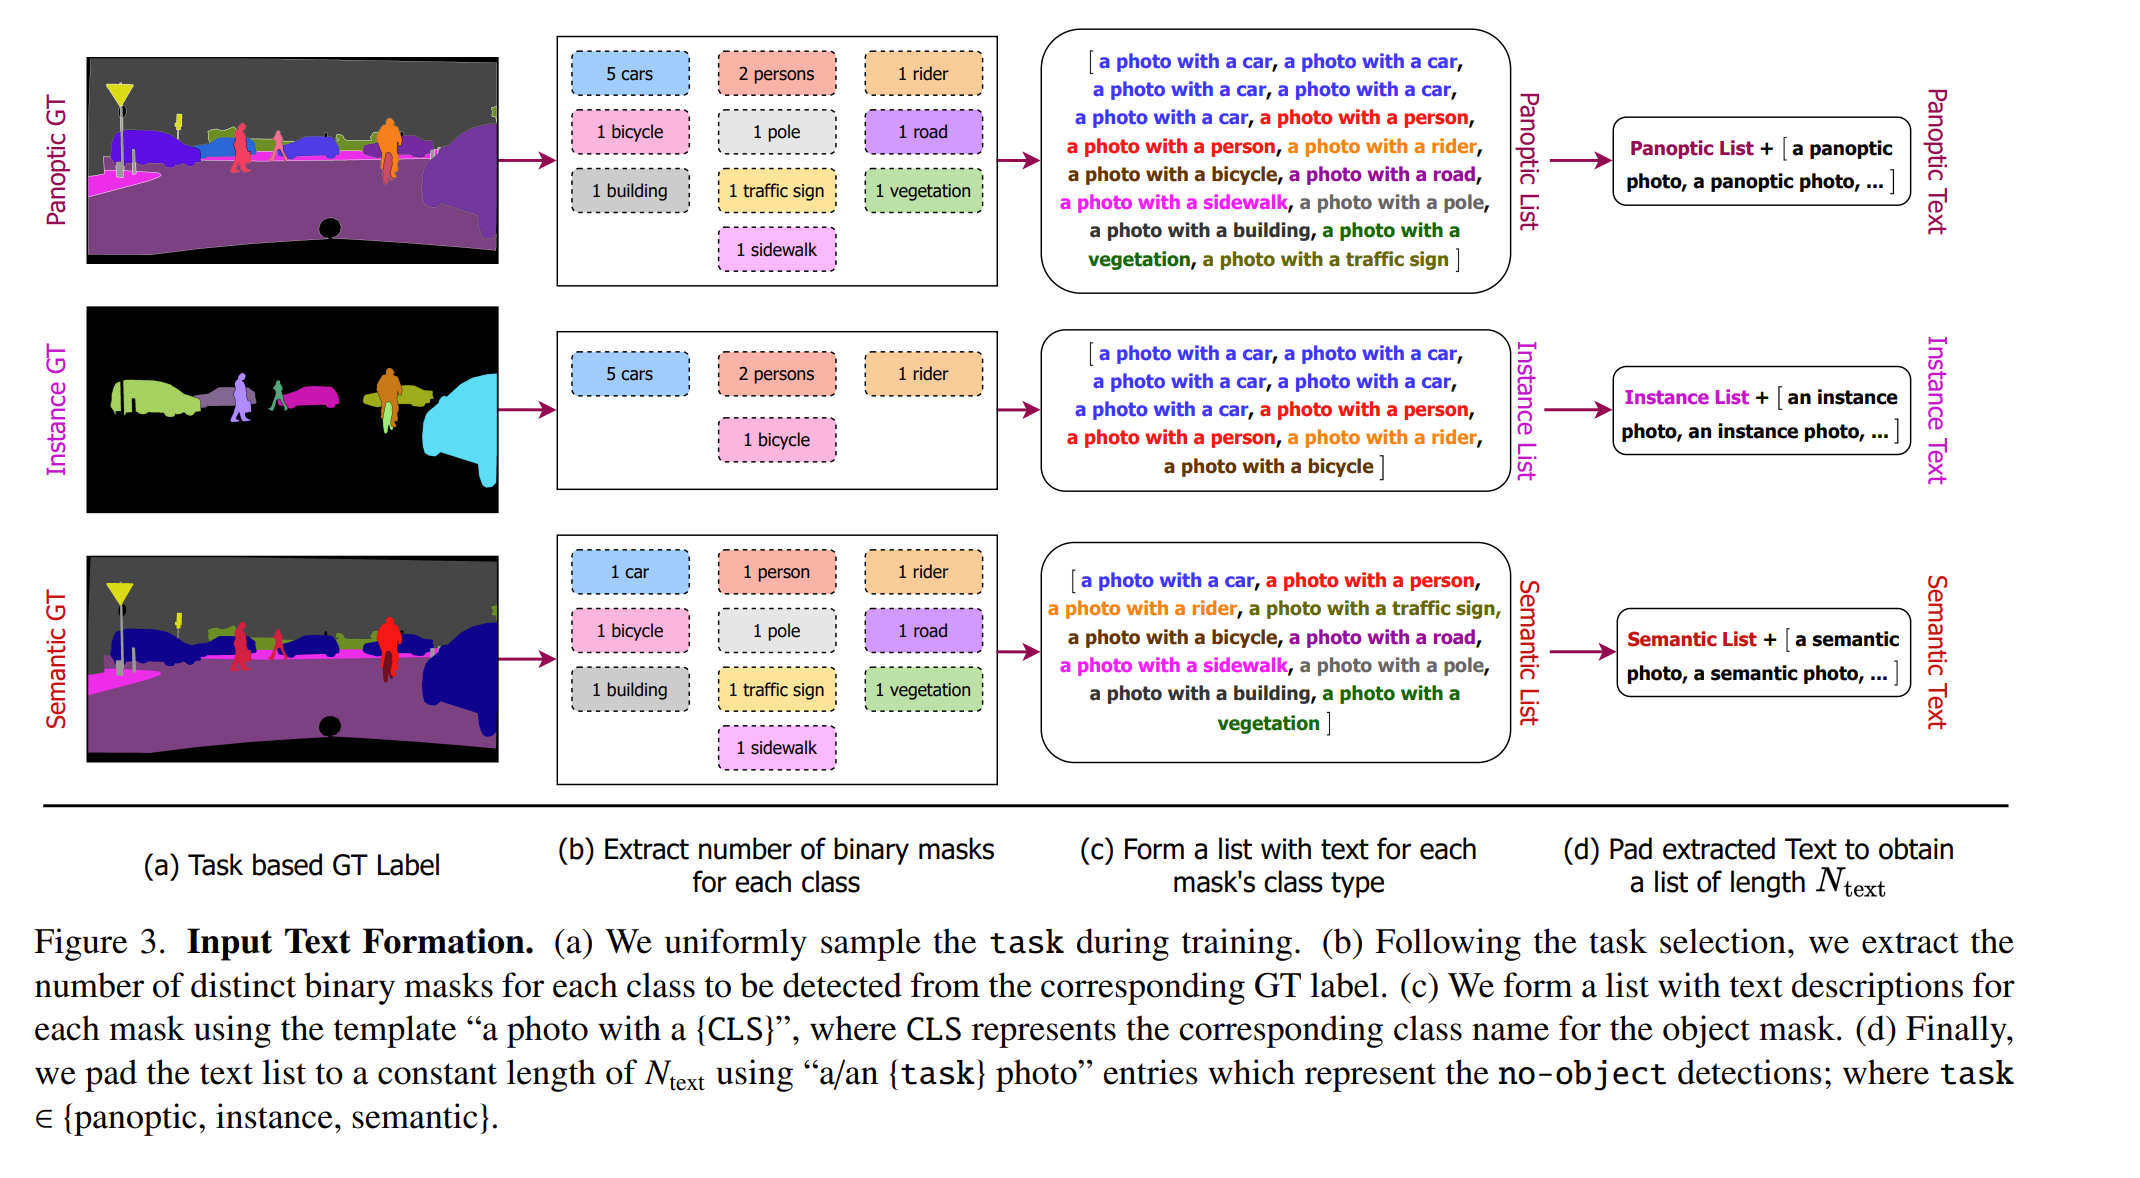 Panoptic GT
5 cars
2 persons
1 rider
1 bicycle
1 pole
1 road
1 building
1 traffic sign
1 vegetation
1 sidewalk
[ a photo with a car, a photo with a car,
a photo with a car, a photo with a car,
a photo with a car, a photo with a person,
a photo with a person, a photo with a rider,
a photo with a bicycle, a photo with a road,
a photo with a sidewalk, a photo with a pole,
a photo with a building, a photo with a
vegetation, a photo with a traffic sign ]
Panoptic List
Panoptic List + [ a panoptic
photo, a panoptic photo, ... ]
Panoptic Text
Instance GT
5 cars
2 persons
1 rider
1 bicycle
[ a photo with a car, a photo with a car,
a photo with a car, a photo with a car,
a photo with a car, a photo with a person,
a photo with a person, a photo with a rider,
a photo with a bicycle ]
Instance List
Instance List + [ an instance
photo, an instance photo, ... ]
Instance Text
Semantic GT
1 car
1 person
1 rider
1 bicycle
1 pole
1 road
1 building
1 traffic sign
1 vegetation
1 sidewalk
[ a photo with a car, a photo with a person,
a photo with a rider, a photo with a traffic sign,
a photo with a bicycle, a photo with a road,
a photo with a sidewalk, a photo with a pole,
a photo with a building, a photo with a
vegetation ]
Semantic List
Semantic List + [ a semantic
photo, a semantic photo, ... ]
Semantic Text
(a) Task based GT Label
(b) Extract number of binary masks
for each class
(c) Form a list with text for each
mask's class type
(d) Pad extracted Text to obtain
a list of length N_text
Figure 3. Input Text Formation. (a) We uniformly sample the task during training. (b) Following the task selection, we extract the
number of distinct binary masks for each class to be detected from the corresponding GT label. (c) We form a list with text descriptions for
each mask using the template “a photo with a {CLS}”, where CLS represents the corresponding class name for the object mask. (d) Finally,
we pad the text list to a constant length of N_text using “a/an {task} photo” entries which represent the no-object detections; where task
∈ {panoptic, instance, semantic}.